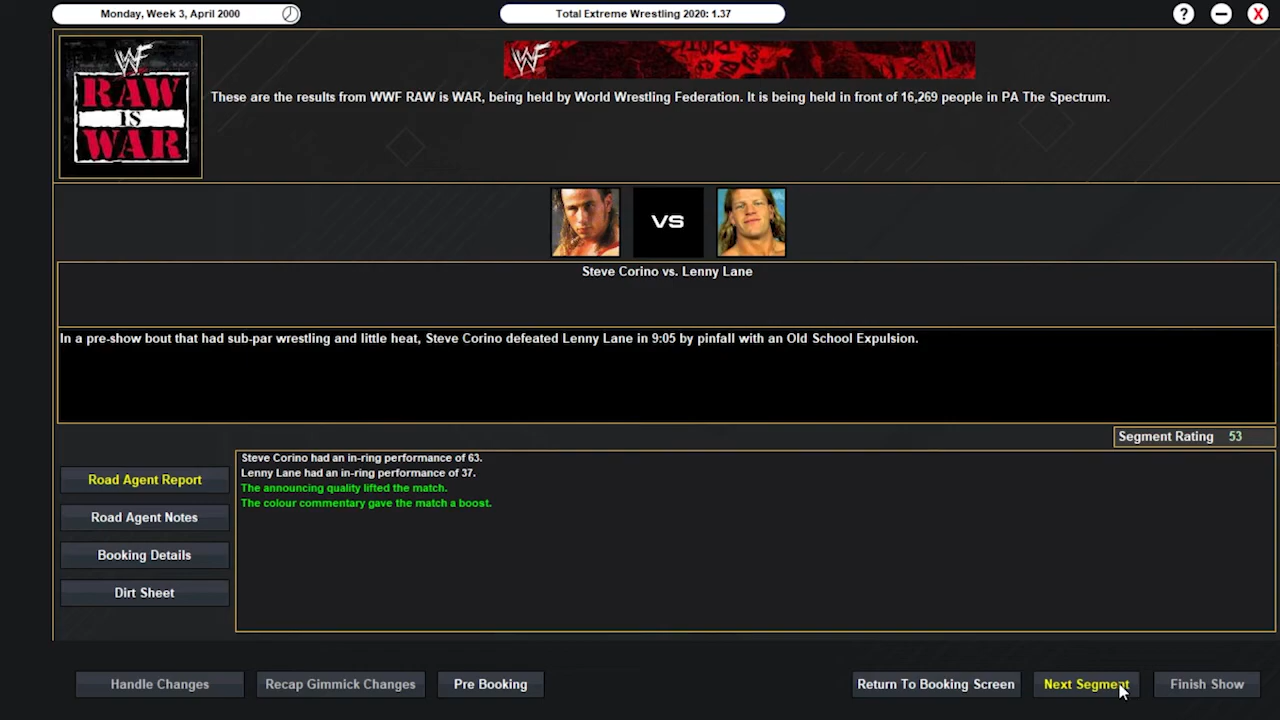 Monday, Week 3, April 2000
Total Extreme Wrestling 2020: 1.37
?
X
WF
RAW
IS
WAR
WF
These are the results from WWF RAW is WAR, being held by World Wrestling Federation. It is being held in front of 16,269 people in PA The Spectrum.
VS
Steve Corino vs. Lenny Lane
In a pre-show bout that had sub-par wrestling and little heat, Steve Corino defeated Lenny Lane in 9:05 by pinfall with an Old School Expulsion.
Segment Rating 53
Road Agent Report
Road Agent Notes
Booking Details
Dirt Sheet
Steve Corino had an in-ring performance of 63.
Lenny Lane had an in-ring performance of 37.
The announcing quality lifted the match.
The colour commentary gave the match a boost.
Handle Changes
Recap Gimmick Changes
Pre Booking
Return To Booking Screen
Next Segment
Finish Show